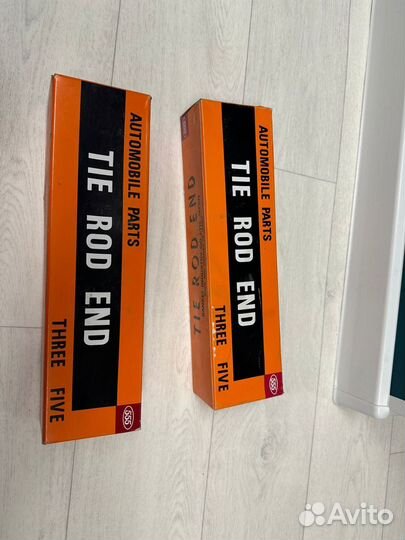 AUTOMOBILE PARTS
TIE ROD END
THREE FIVE
555
AUTOMOBILE PARTS
TIE ROD END
THREE FIVE
555
TIE ROD END
Avito